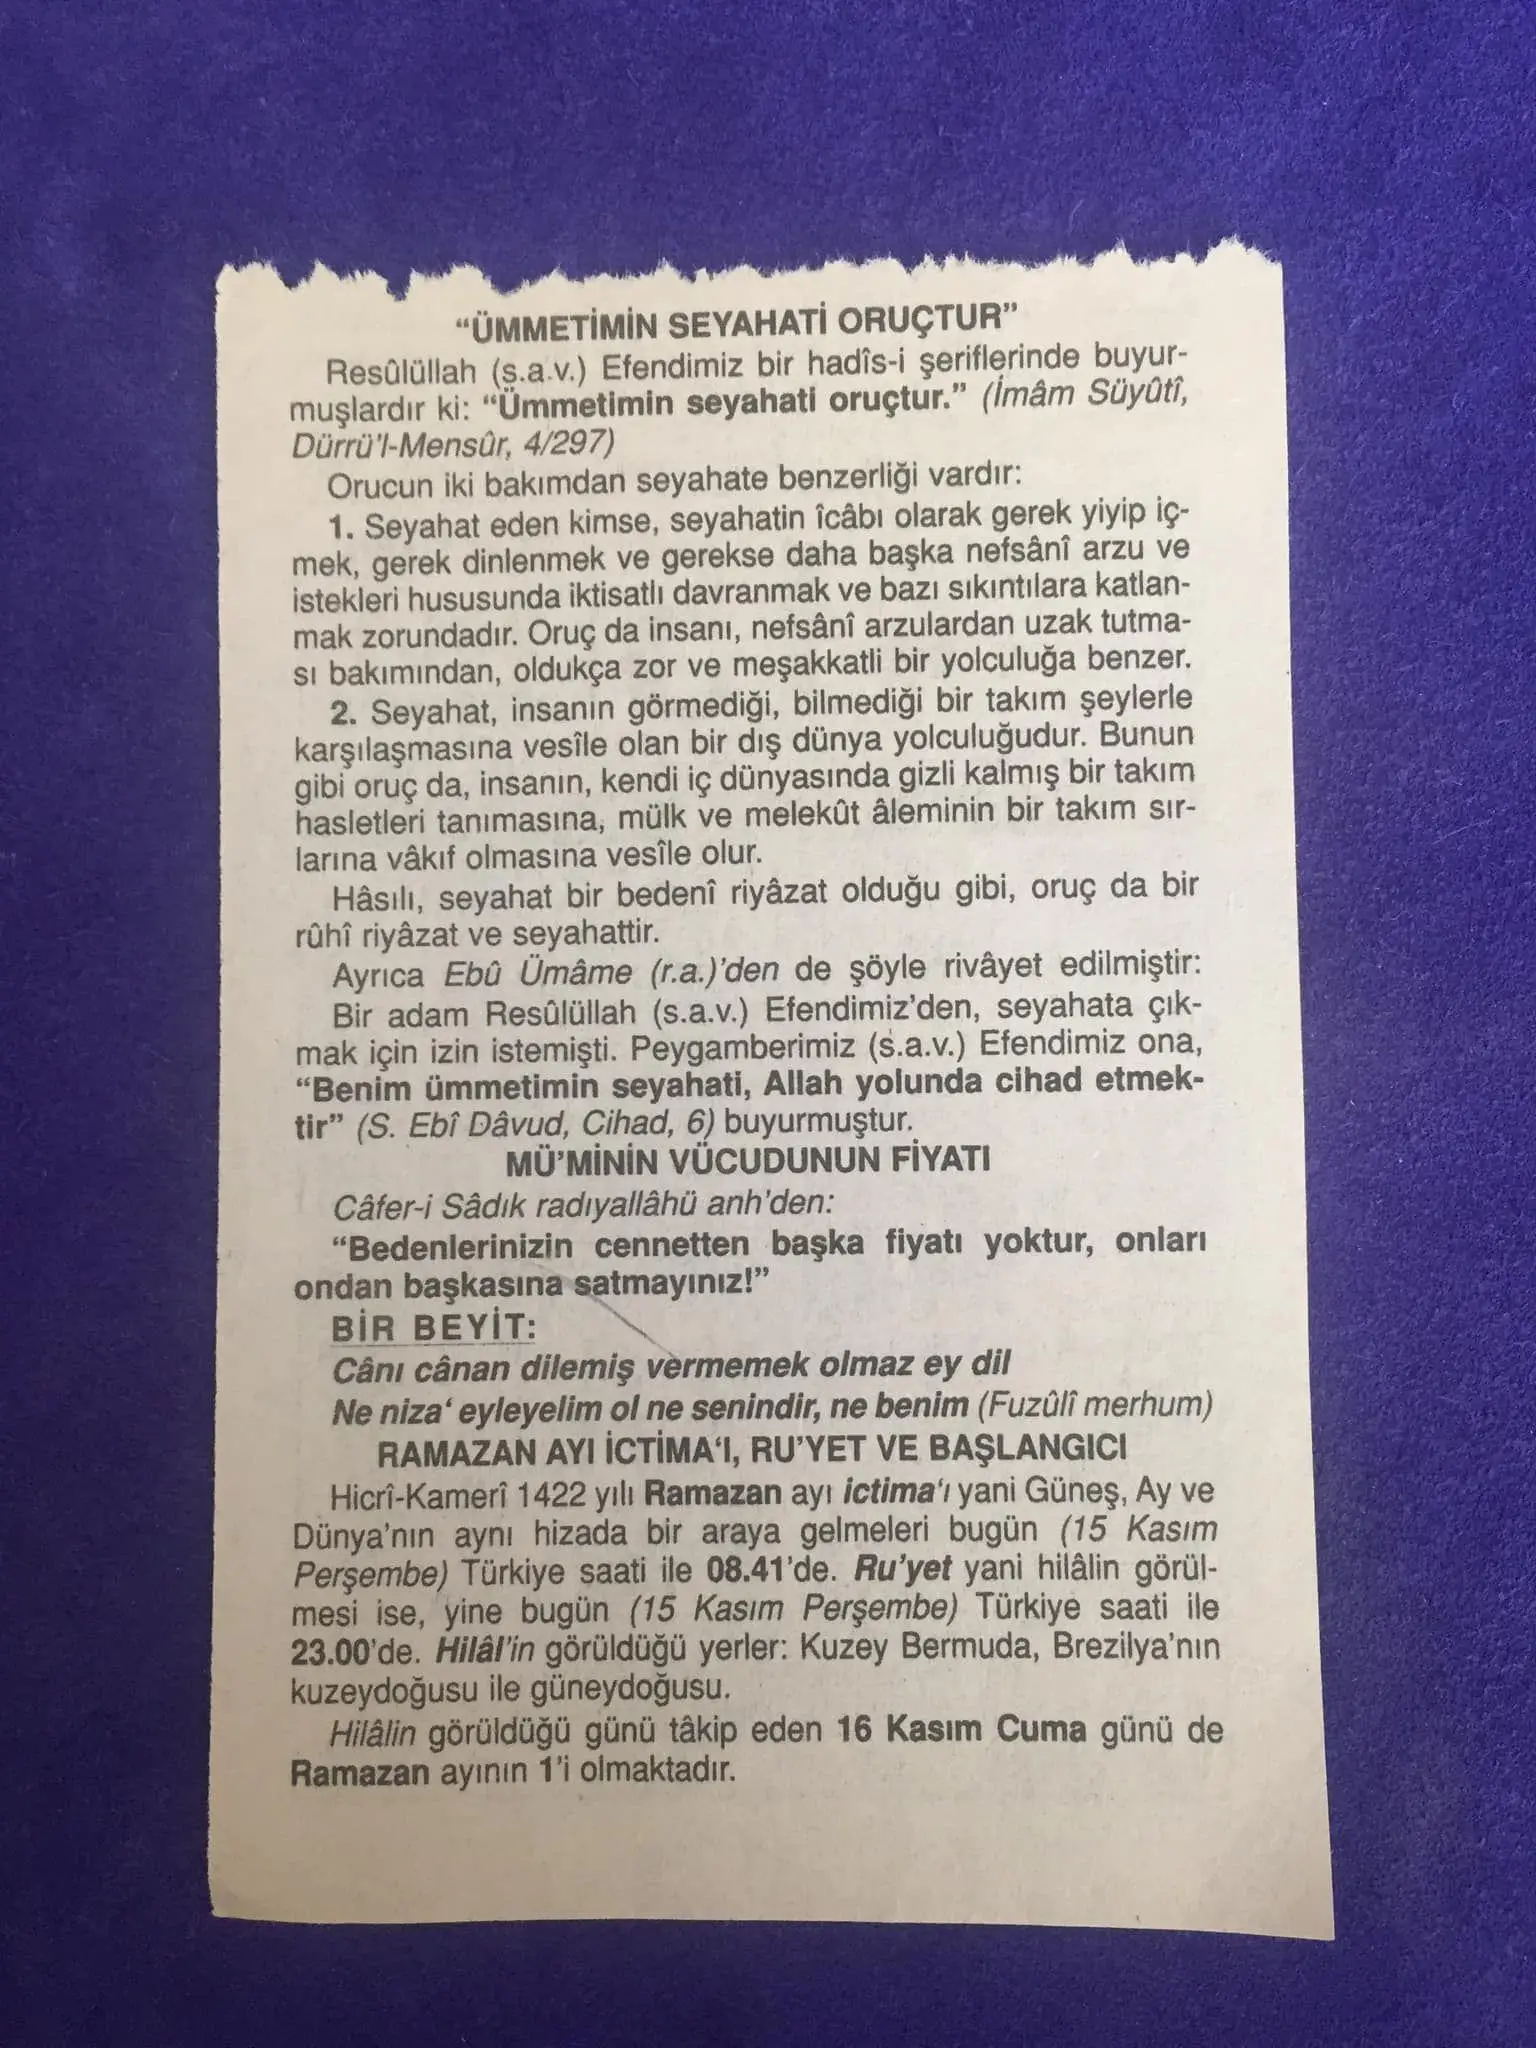 “ÜMMETİMİN SEYAHATİ ORUÇTUR”
Resûlüllah (s.a.v.) Efendimiz bir hadîs-i şeriflerinde buyur-
muşlardır ki: “Ümmetimin seyahati oruçtur.” (İmâm Süyûtî,
Dürrü'l-Mensûr, 4/297)
Orucun iki bakımdan seyahate benzerliği vardır:
1. Seyahat eden kimse, seyahatin îcâbı olarak gerek yiyip iç-
mek, gerek dinlenmek ve gerekse daha başka nefsânî arzu ve
istekleri hususunda iktisatlı davranmak ve bazı sıkıntılara katlan-
mak zorundadır. Oruç da insanı, nefsânî arzulardan uzak tutma-
sı bakımından, oldukça zor ve meşakkatli bir yolculuğa benzer.
2. Seyahat, insanın görmediği, bilmediği bir takım şeylerle
karşılaşmasına vesîle olan bir dış dünya yolculuğudur. Bunun
gibi oruç da, insanın, kendi iç dünyasında gizli kalmış bir takım
hasletleri tanımasına, mülk ve melekût âleminin bir takım sır-
larına vâkıf olmasına vesîle olur.
Hâsılı, seyahat bir bedenî riyâzat olduğu gibi, oruç da bir
rûhî riyâzat ve seyahattir.
Ayrıca Ebû Ümâme (r.a.)'den de şöyle rivâyet edilmiştir:
Bir adam Resûlüllah (s.a.v.) Efendimiz'den, seyahata çık-
mak için izin istemişti. Peygamberimiz (s.a.v.) Efendimiz ona,
“Benim ümmetimin seyahati, Allah yolunda cihad etmek-
tir” (S. Ebî Dâvud, Cihad, 6) buyurmuştur.
MÜ'MİNİN VÜCUDUNUN FİYATI
Câfer-i Sâdık radıyallâhü anh'den:
“Bedenlerinizin cennetten başka fiyatı yoktur, onları
ondan başkasına satmayınız!”
BİR BEYİT:
Cânı cânan dilemiş vermemek olmaz ey dil
Ne niza‘ eyleyelim ol ne senindir, ne benim (Fuzûlî merhum)
RAMAZAN AYI İCTİMA‘I, RU'YET VE BAŞLANGICI
Hicrî-Kamerî 1422 yılı Ramazan ayı ictima‘ı yani Güneş, Ay ve
Dünya'nın aynı hizada bir araya gelmeleri bugün (15 Kasım
Perşembe) Türkiye saati ile 08.41'de. Ru'yet yani hilâlin görül-
mesi ise, yine bugün (15 Kasım Perşembe) Türkiye saati ile
23.00'de. Hilâl'in görüldüğü yerler: Kuzey Bermuda, Brezilya'nın
kuzeydoğusu ile güneydoğusu.
Hilâlin görüldüğü günü tâkip eden 16 Kasım Cuma günü de
Ramazan ayının 1'i olmaktadır.